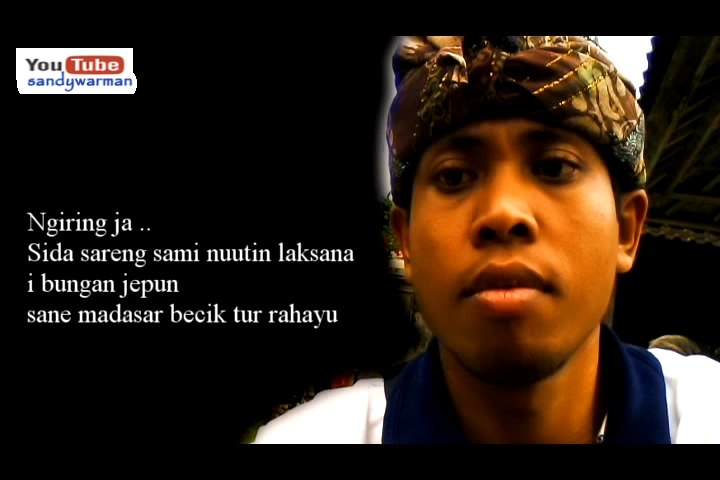 You Tube
sandywarman
Ngiring ja ..
Sida sareng sami nuutin laksana
i bungan jepun
sane madasar becik tur rahayu